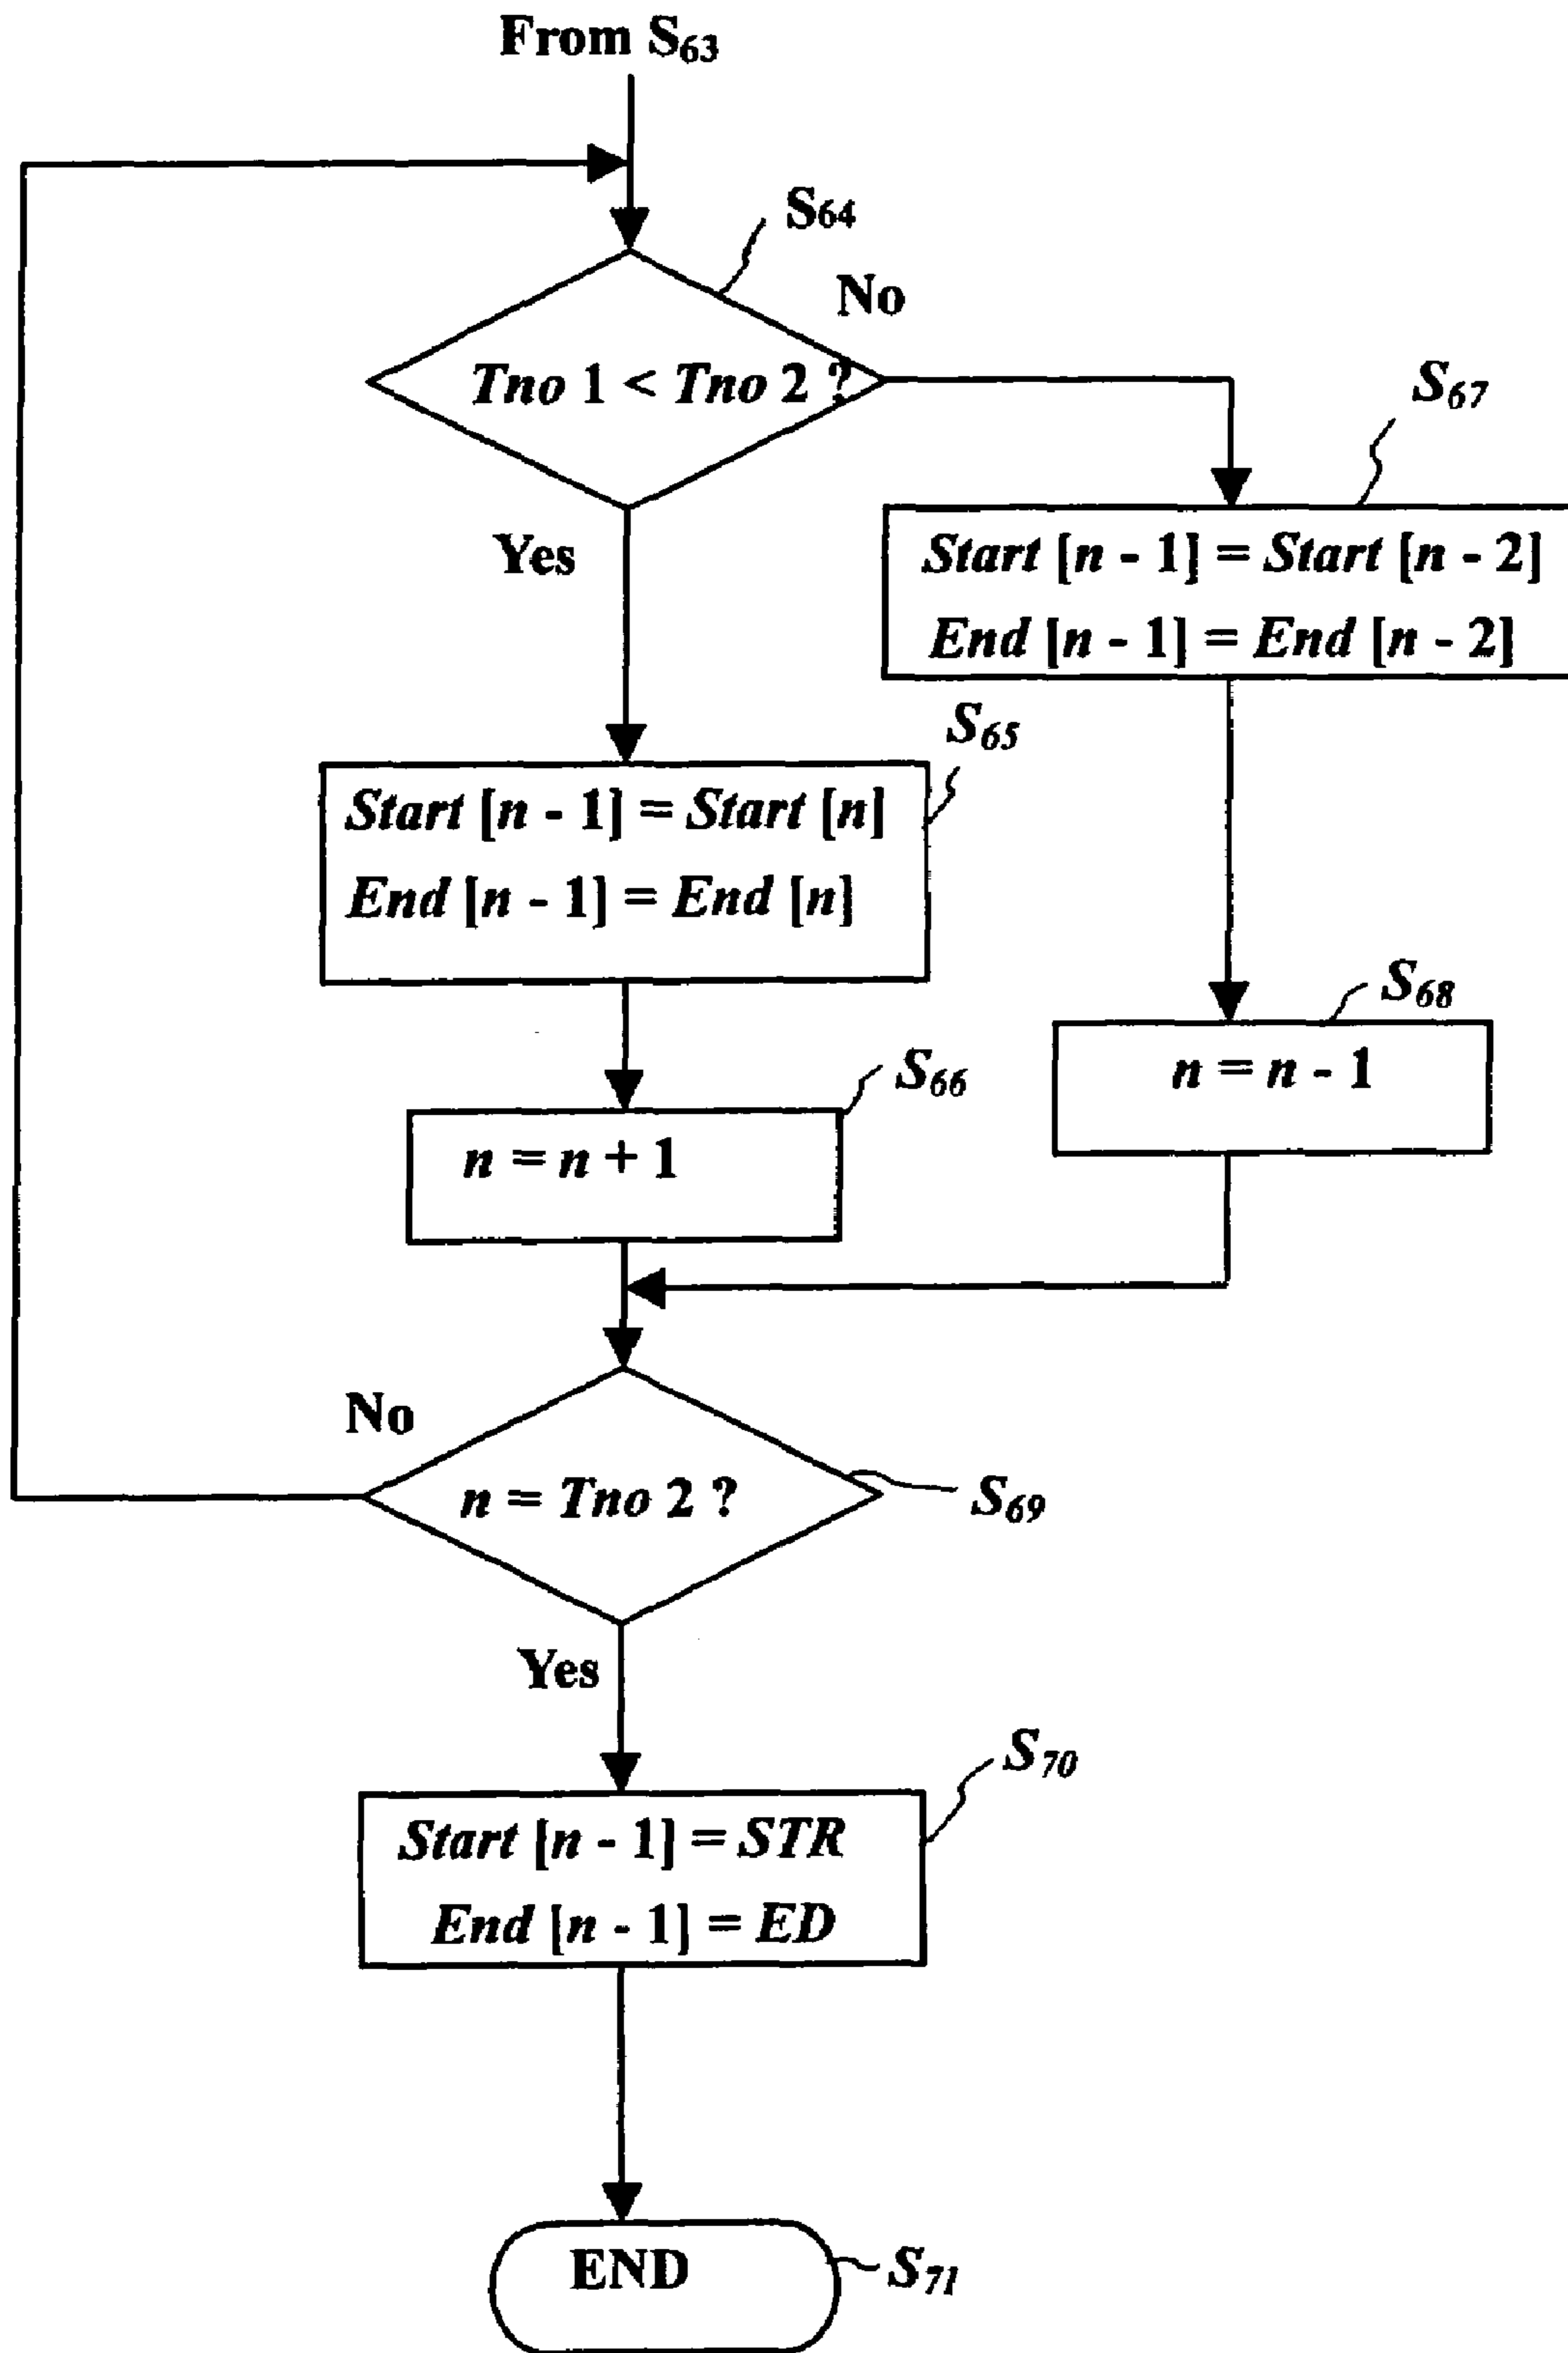 From S63
S64
No
Tno 1 < Tno 2 ?
S67
Yes
Start [n - 1] = Start [n - 2]
End [n - 1] = End [n - 2]
S65
Start [n - 1] = Start [n]
End [n - 1] = End [n]
S68
n = n - 1
S66
n = n + 1
No
n = Tno 2 ?
S69
Yes
S70
Start [n - 1] = STR
End [n - 1] = ED
END
S71